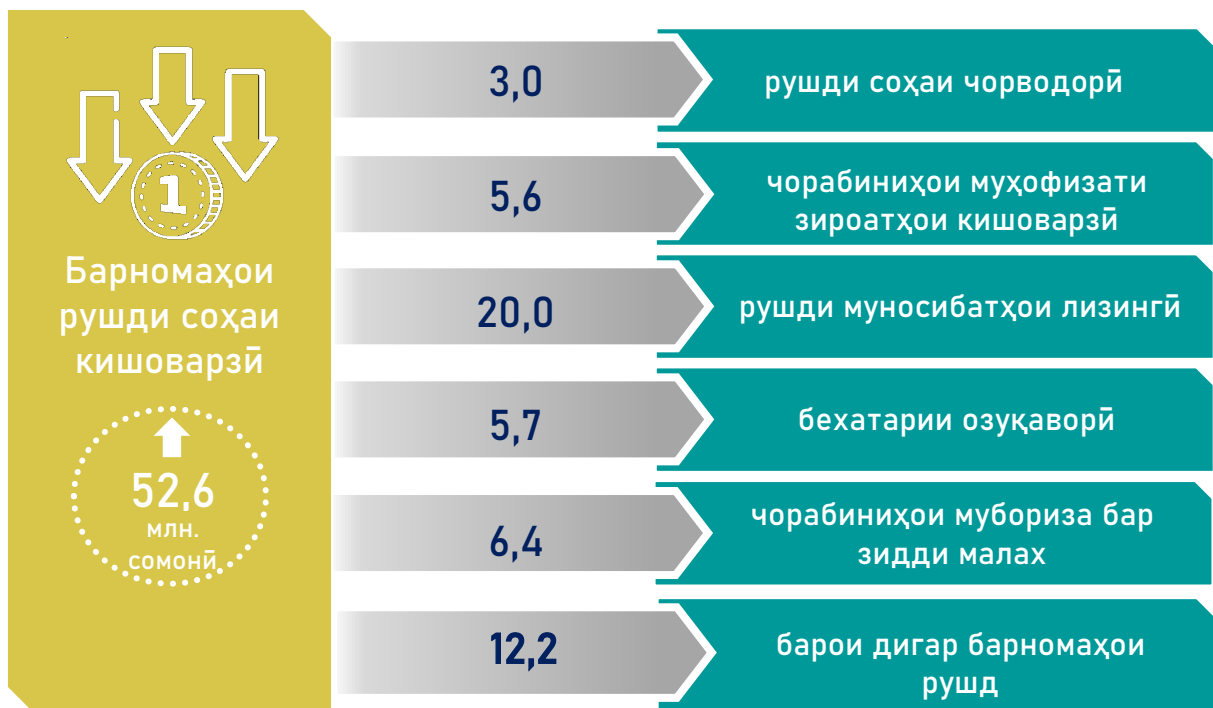 1
Барномаҳои
рушди соҳаи
кишоварзӣ
52,6
млн.
сомонӣ
3,0
рушди соҳаи чорводорӣ
5,6
чорабиниҳои муҳофизати
зироатҳои кишоварзӣ
20,0
рушди муносибатҳои лизингӣ
5,7
бехатарии озуқаворӣ
6,4
чорабиниҳои мубориза бар
зидди малах
12,2
барои дигар барномаҳои
рушд